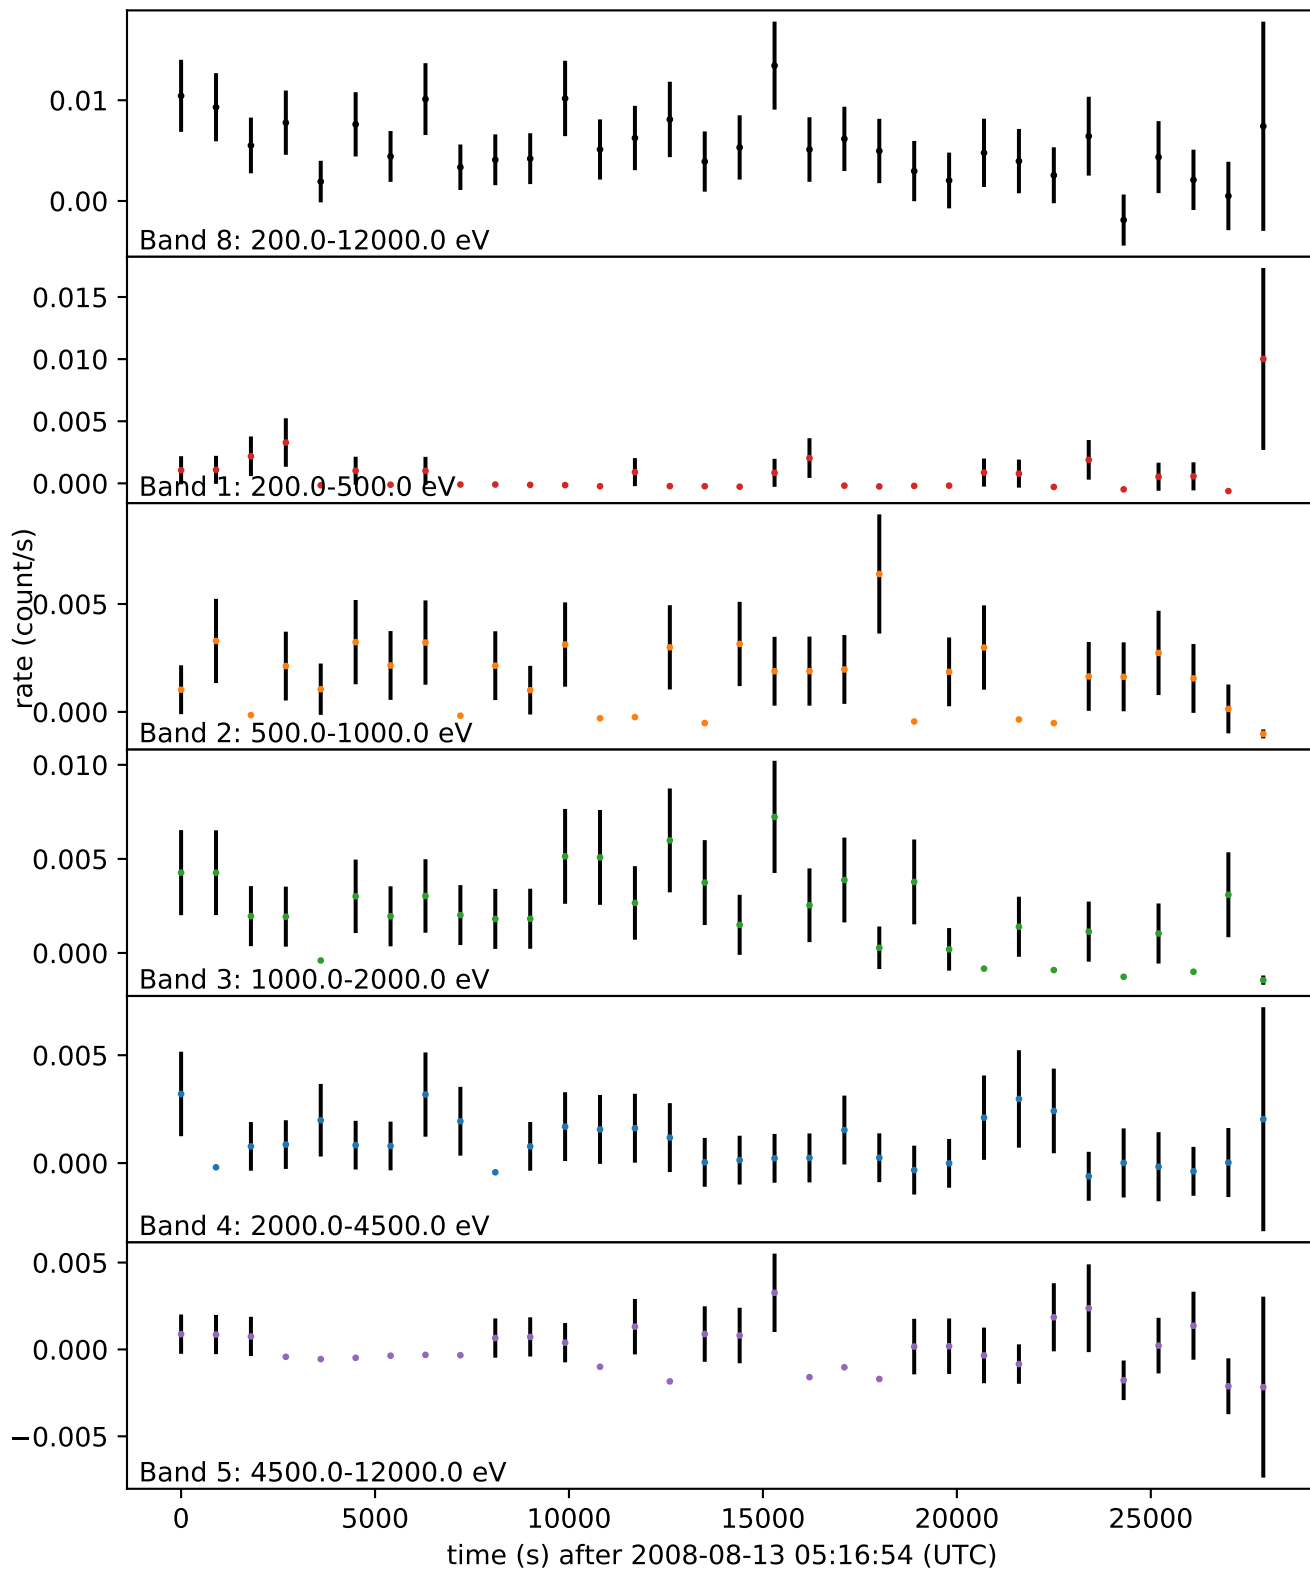 0.01
0.00
Band 8: 200.0-12000.0 eV
0.015
0.010
0.005
0.000
Band 1: 200.0-500.0 eV
rate (count/s)
0.005
0.000
Band 2: 500.0-1000.0 eV
0.010
0.005
0.000
Band 3: 1000.0-2000.0 eV
0.005
0.000
Band 4: 2000.0-4500.0 eV
0.005
0.000
−0.005
Band 5: 4500.0-12000.0 eV
0 5000 10000 15000 20000 25000
time (s) after 2008-08-13 05:16:54 (UTC)